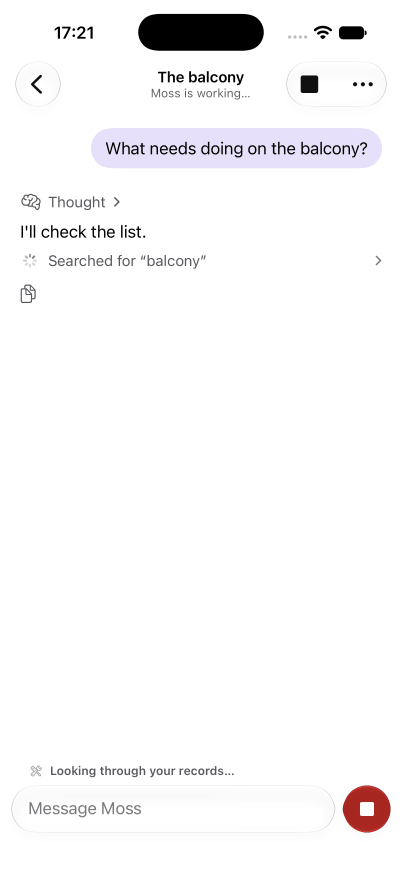 17:21
The balcony
Moss is working...
What needs doing on the balcony?
Thought
I'll check the list.
Searched for “balcony”
Looking through your records...
Message Moss